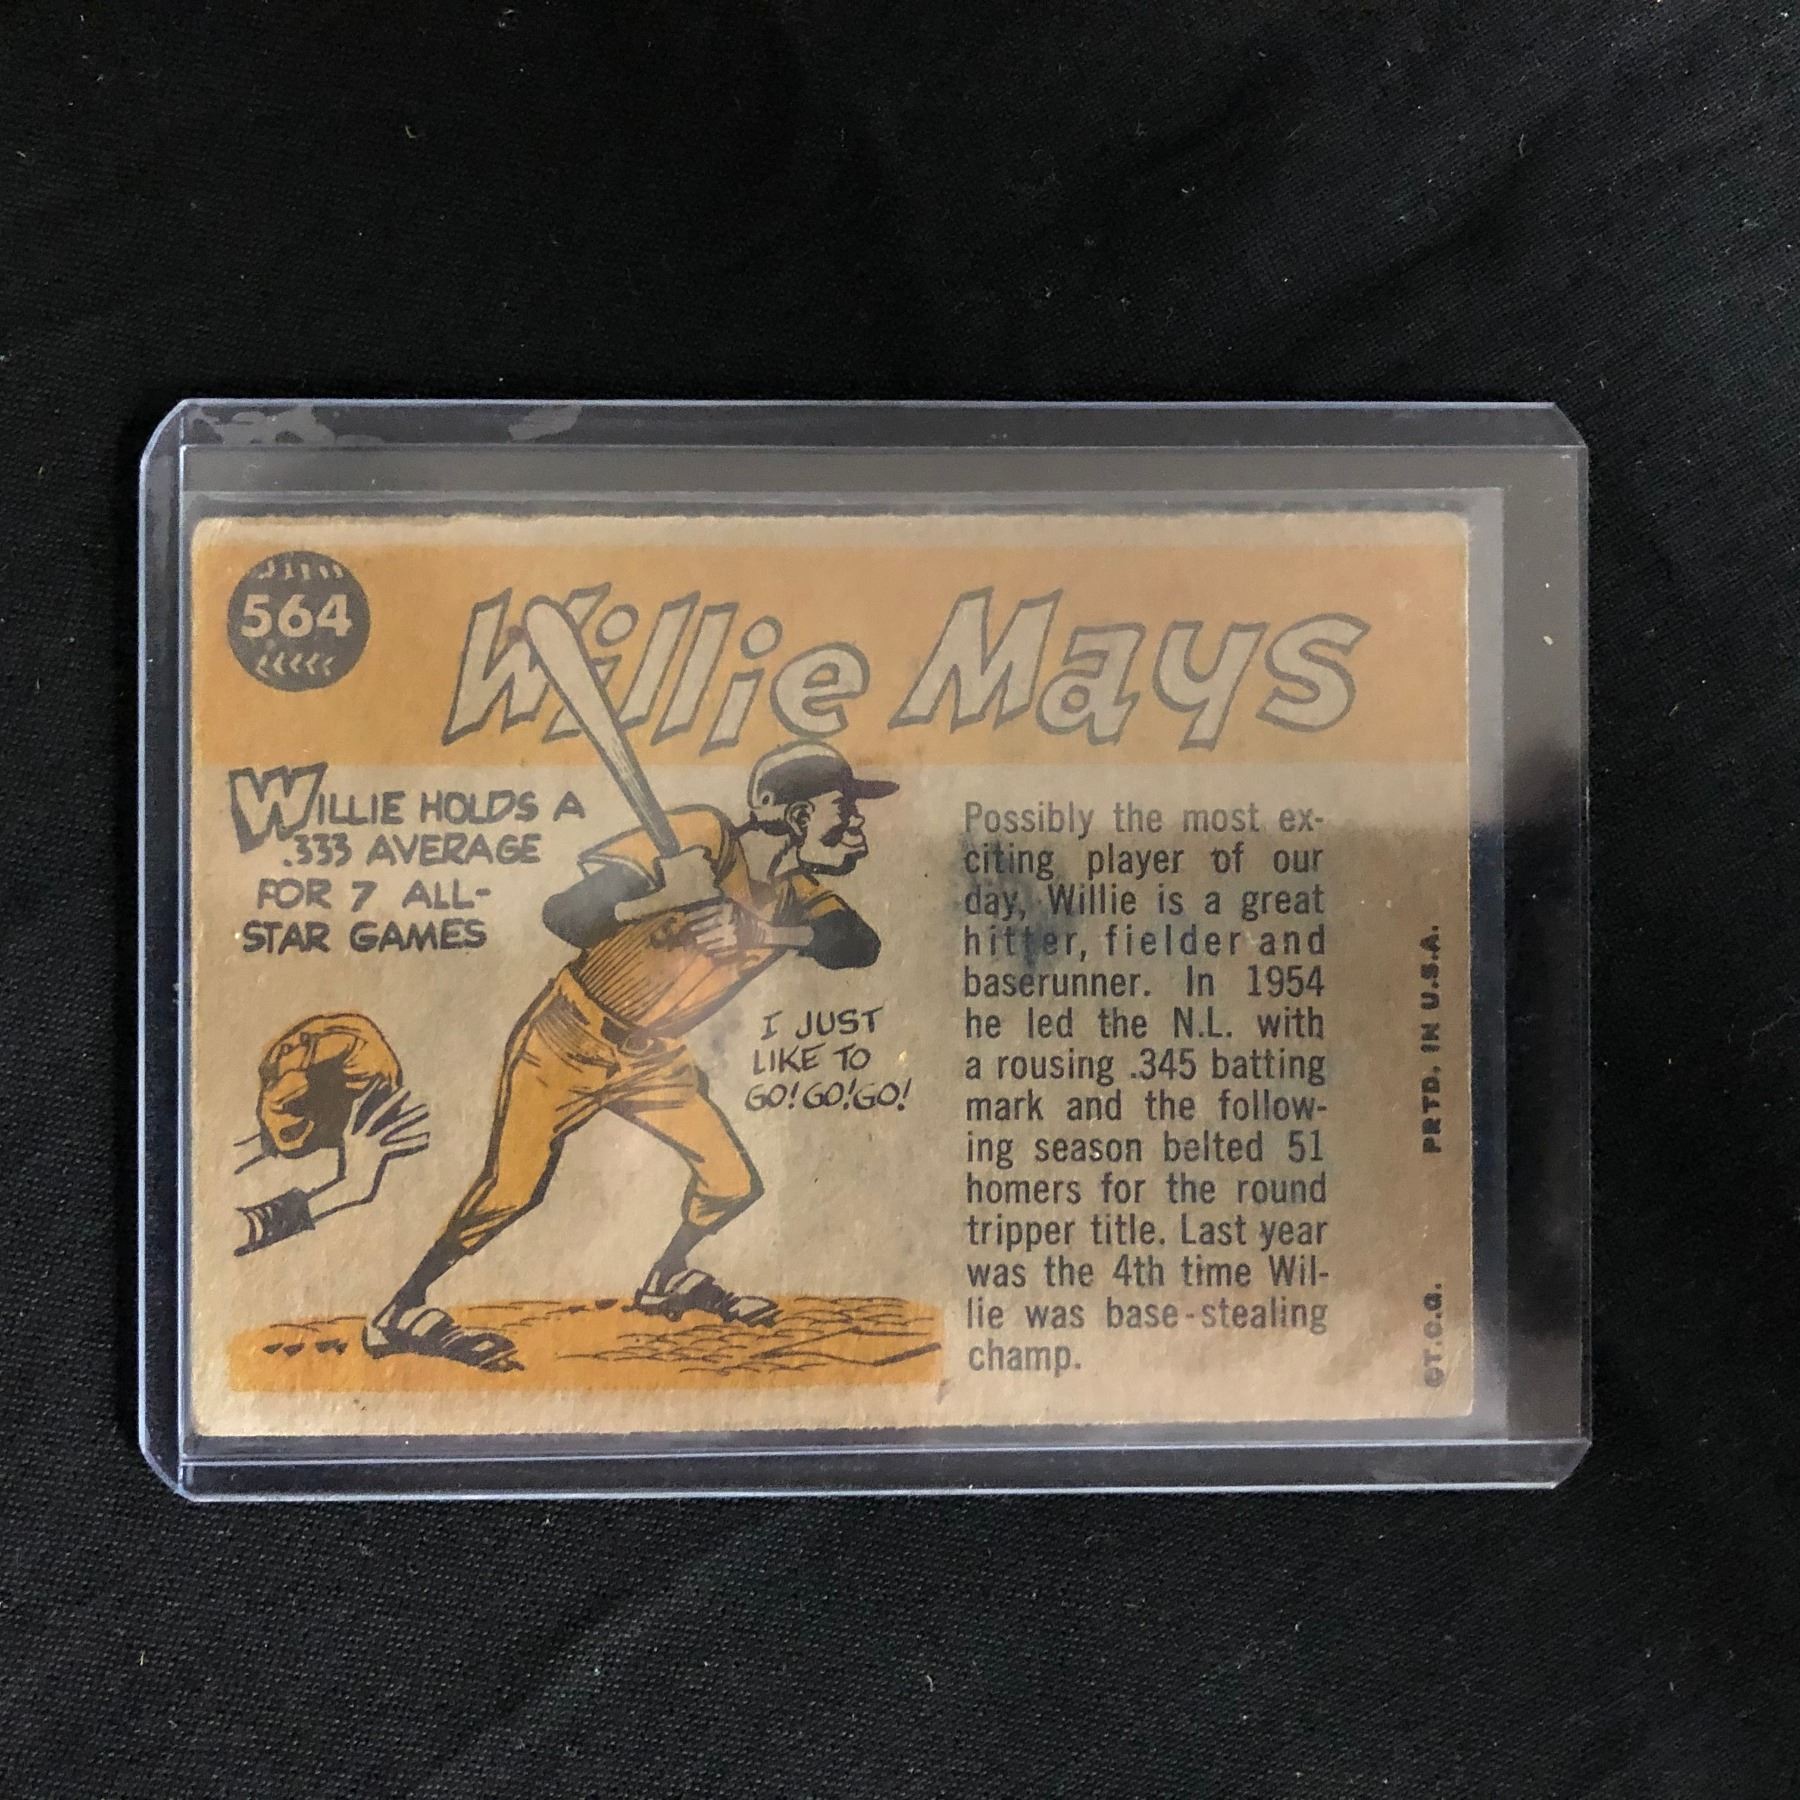 564
Willie Mays
WILLIE HOLDS A
.333 AVERAGE
FOR 7 ALL-
STAR GAMES
I JUST
LIKE TO
GO! GO! GO!
Possibly the most ex-
citing player of our
day, Willie is a great
hitter, fielder and
baserunner. In 1954
he led the N.L. with
a rousing .345 batting
mark and the follow-
ing season belted 51
homers for the round
tripper title. Last year
was the 4th time Wil-
lie was base-stealing
champ.
©T.C.G. PRTD. IN U.S.A.